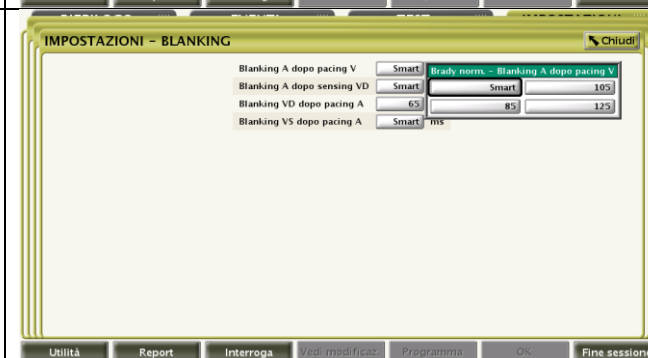 IMPOSTAZIONI - BLANKING
Chiudi
Blanking A dopo pacing V Smart
Brady norm. - Blanking A dopo pacing V
Blanking A dopo sensing VD Smart
Smart 105
Blanking VD dopo pacing A 65
85 125
Blanking VS dopo pacing A Smart ms
Utilità Report Interroga Vedi modificaz. Programma OK Fine sessione